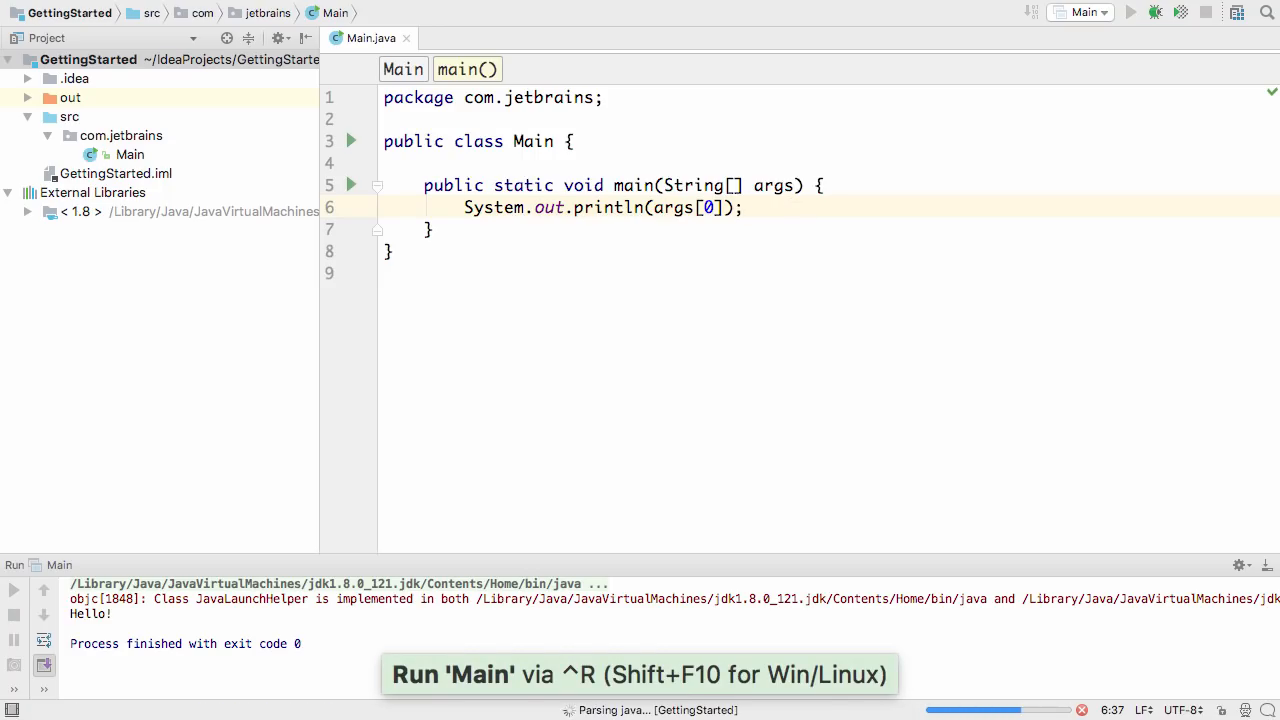 GettingStarted src com jetbrains Main
Main
Project
Main.java
GettingStarted ~/IdeaProjects/GettingStarte
.idea
out
src
com.jetbrains
Main
GettingStarted.iml
External Libraries
< 1.8 > /Library/Java/JavaVirtualMachines
Main main()
1 package com.jetbrains;
2
3 public class Main {
4
5 public static void main(String[] args) {
6 System.out.println(args[0]);
7 }
8 }
9
Run Main
/Library/Java/JavaVirtualMachines/jdk1.8.0_121.jdk/Contents/Home/bin/java ...
objc[1848]: Class JavaLaunchHelper is implemented in both /Library/Java/JavaVirtualMachines/jdk1.8.0_121.jdk/Contents/Home/bin/java and /Library/Java/JavaVirtualMachines/jd
Hello!
Process finished with exit code 0
Run 'Main' via ^R (Shift+F10 for Win/Linux)
Parsing java... [GettingStarted] 6:37 LF UTF-8